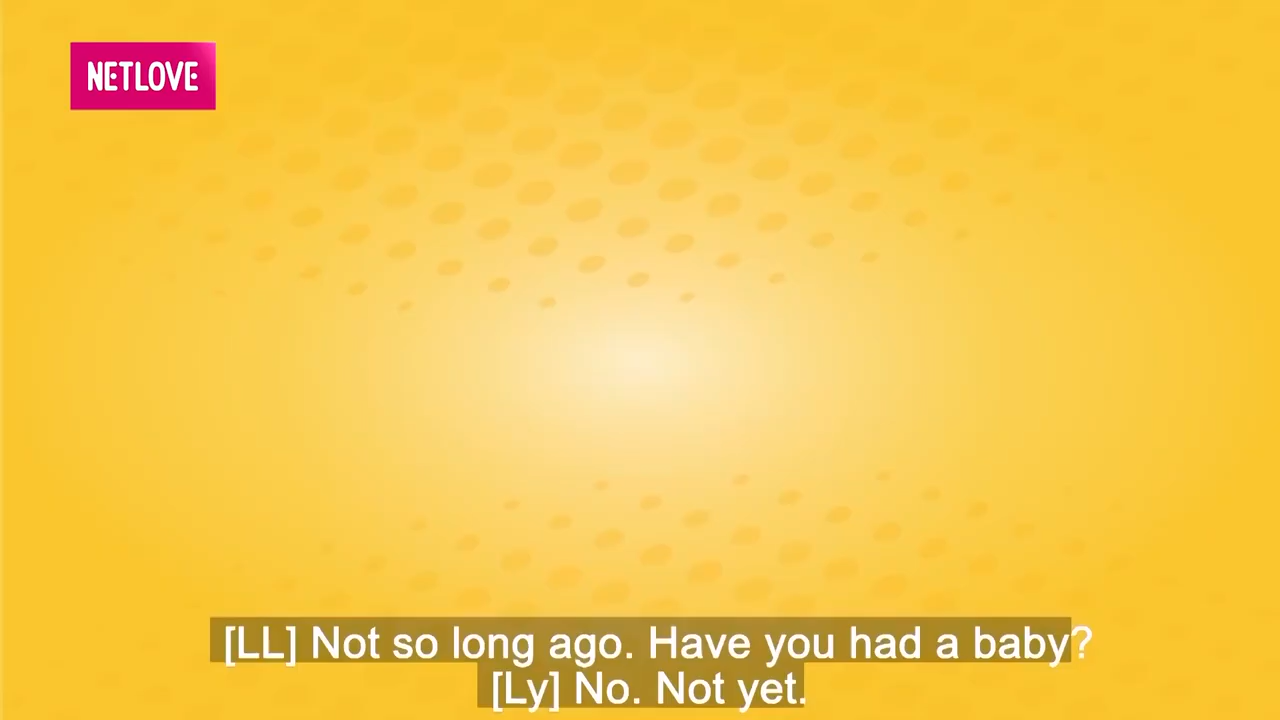 NETLOVE
[LL] Not so long ago. Have you had a baby?
[Ly] No. Not yet.